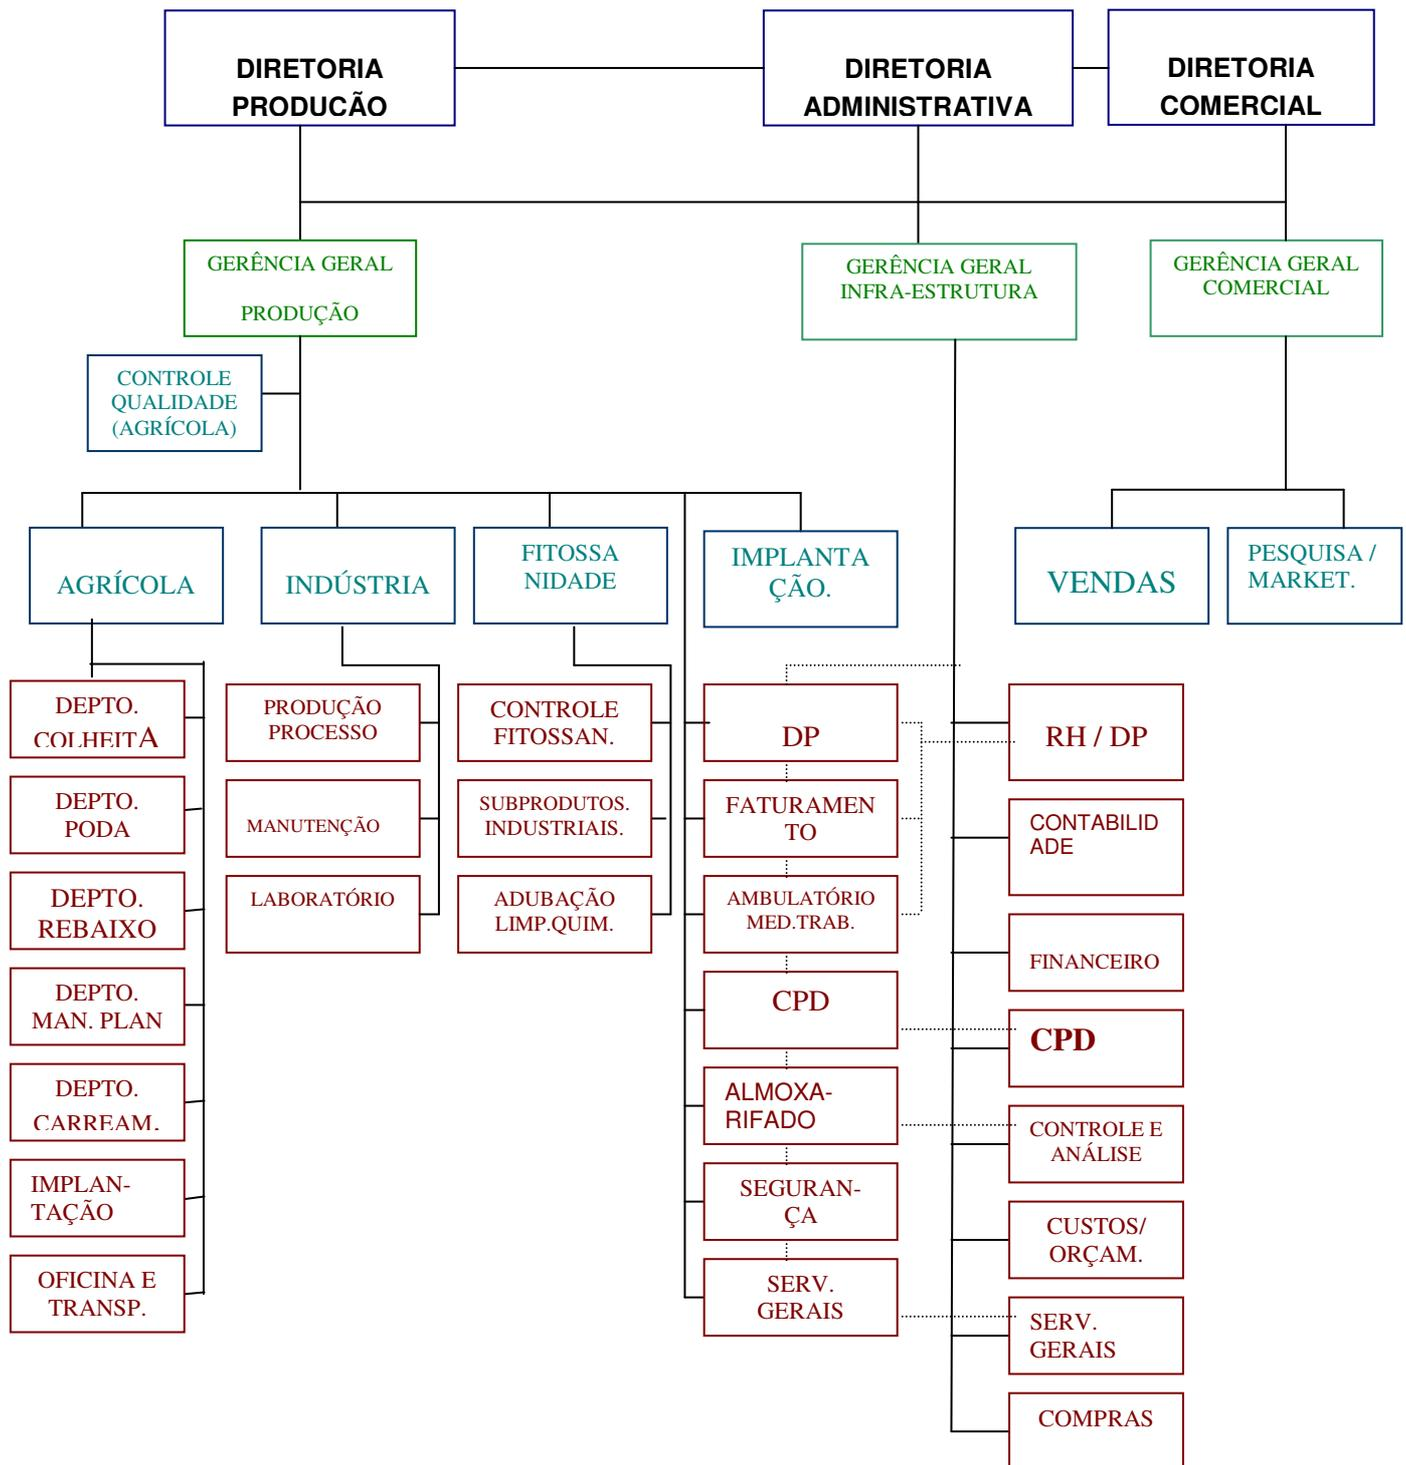 DIRETORIA
PRODUCÃO
DIRETORIA
ADMINISTRATIVA
DIRETORIA
COMERCIAL
GERÊNCIA GERAL
PRODUÇÃO
GERÊNCIA GERAL
INFRA-ESTRUTURA
GERÊNCIA GERAL
COMERCIAL
CONTROLE
QUALIDADE
(AGRÍCOLA)
AGRÍCOLA
INDÚSTRIA
FITOSSA
NIDADE
IMPLANTA
ÇÃO.
VENDAS
PESQUISA /
MARKET.
DEPTO.
COLHEITA
DEPTO.
PODA
DEPTO.
REBAIXO
DEPTO.
MAN. PLAN
DEPTO.
CARREAM.
IMPLAN-
TAÇÃO
OFICINA E
TRANSP.
PRODUÇÃO
PROCESSO
MANUTENÇÃO
LABORATÓRIO
CONTROLE
FITOSSAN.
SUBPRODUTOS.
INDUSTRIAIS.
ADUBAÇÃO
LIMP.QUIM.
DP
FATURAMEN
TO
AMBULATÓRIO
MED.TRAB.
CPD
ALMOXA-
RIFADO
SEGURAN-
ÇA
SERV.
GERAIS
RH / DP
CONTABILID
ADE
FINANCEIRO
CPD
CONTROLE E
ANÁLISE
CUSTOS/
ORÇAM.
SERV.
GERAIS
COMPRAS